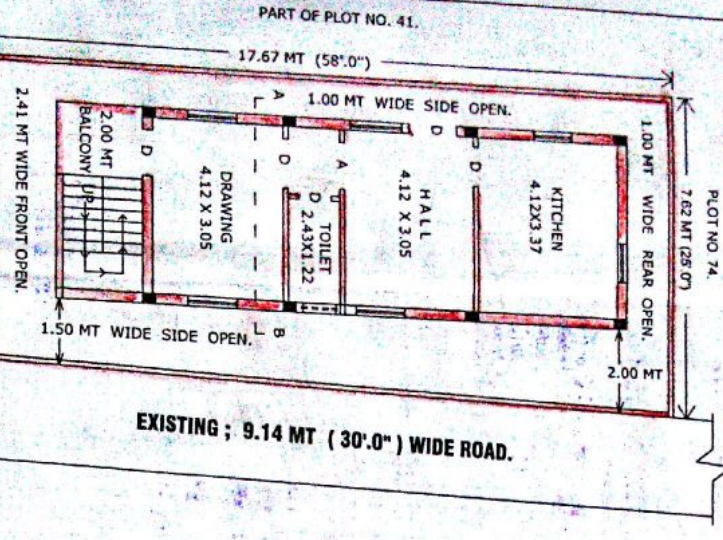 PART OF PLOT NO. 41.
17.67 MT (58'.0")
1.00 MT WIDE SIDE OPEN.
A
2.41 MT WIDE FRONT OPEN.
2.00 MT
BALCONY
UP
D
DRAWING
4.12 X 3.05
D
A
D
TOILET
2.43X1.22
D
HALL
4.12 X 3.05
D
KITCHEN
4.12X3.37
1.00 MT WIDE REAR OPEN.
7.62 MT (25.0")
PLOT NO. 74.
1.50 MT WIDE SIDE OPEN.
B
2.00 MT
EXISTING ; 9.14 MT ( 30'.0" ) WIDE ROAD.